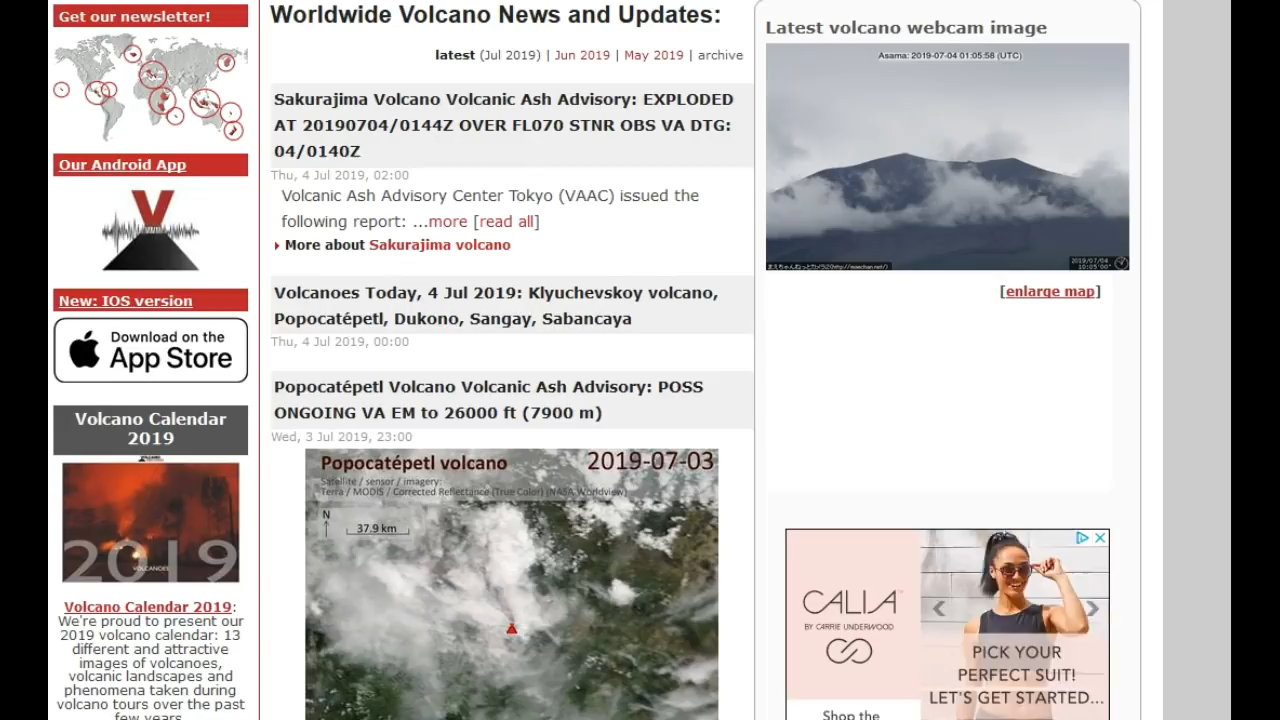 Get our newsletter!
Our Android App
New: IOS version
Download on the
App Store
Volcano Calendar
2019
2019
VOLCANOES
Volcano Calendar 2019:
We're proud to present our
2019 volcano calendar: 13
different and attractive
images of volcanoes,
volcanic landscapes and
phenomena taken during
volcano tours over the past
few years
Worldwide Volcano News and Updates:
latest (Jul 2019) | Jun 2019 | May 2019 | archive
Sakurajima Volcano Volcanic Ash Advisory: EXPLODED
AT 20190704/0144Z OVER FL070 STNR OBS VA DTG:
04/0140Z
Thu, 4 Jul 2019, 02:00
Volcanic Ash Advisory Center Tokyo (VAAC) issued the
following report: ...more [read all]
More about Sakurajima volcano
Volcanoes Today, 4 Jul 2019: Klyuchevskoy volcano,
Popocatépetl, Dukono, Sangay, Sabancaya
Thu, 4 Jul 2019, 00:00
Popocatépetl Volcano Volcanic Ash Advisory: POSS
ONGOING VA EM to 26000 ft (7900 m)
Wed, 3 Jul 2019, 23:00
Popocatépetl volcano 2019-07-03
Satellite / sensor / imagery:
Terra / MODIS / Corrected Reflectance (True Color) (NASA Worldview)
N
37.9 km
Latest volcano webcam image
Asama: 2019-07-04 01:05:58 (UTC)
2019/07/04
10:05'00"
[enlarge map]
CALIA
BY CARRIE UNDERWOOD
PICK YOUR
PERFECT SUIT!
LET'S GET STARTED...
Shop the